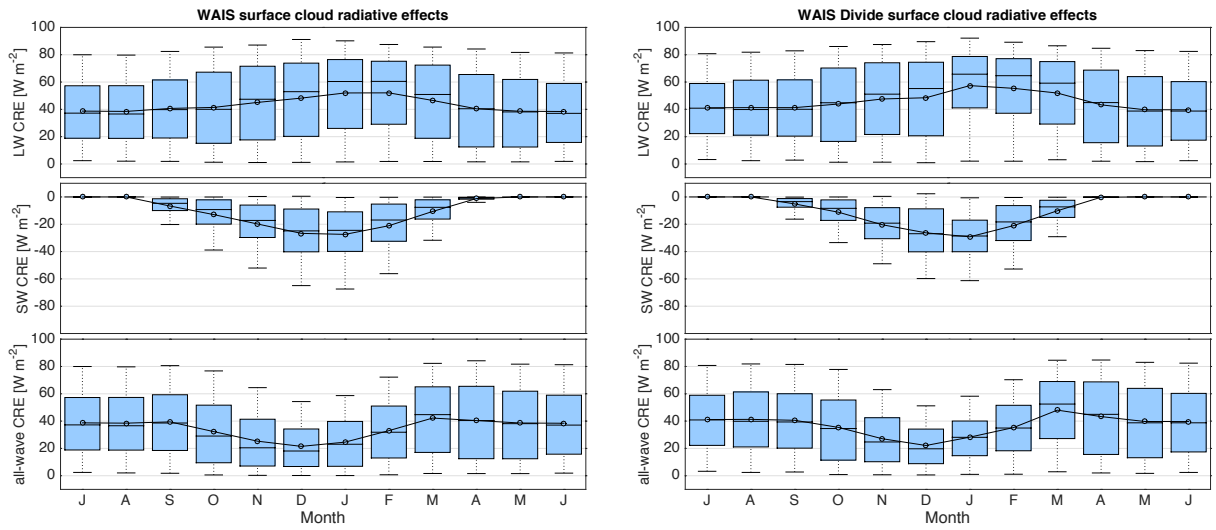 WAIS surface cloud radiative effects
100
80
60
40
20
0
LW CRE [W m-2]
0
-20
-40
-60
-80
SW CRE [W m-2]
100
80
60
40
20
0
all-wave CRE [W m-2]
J A S O N D J F M A M J
Month
WAIS Divide surface cloud radiative effects
100
80
60
40
20
0
LW CRE [W m-2]
0
-20
-40
-60
-80
SW CRE [W m-2]
100
80
60
40
20
0
all-wave CRE [W m-2]
J A S O N D J F M A M J
Month